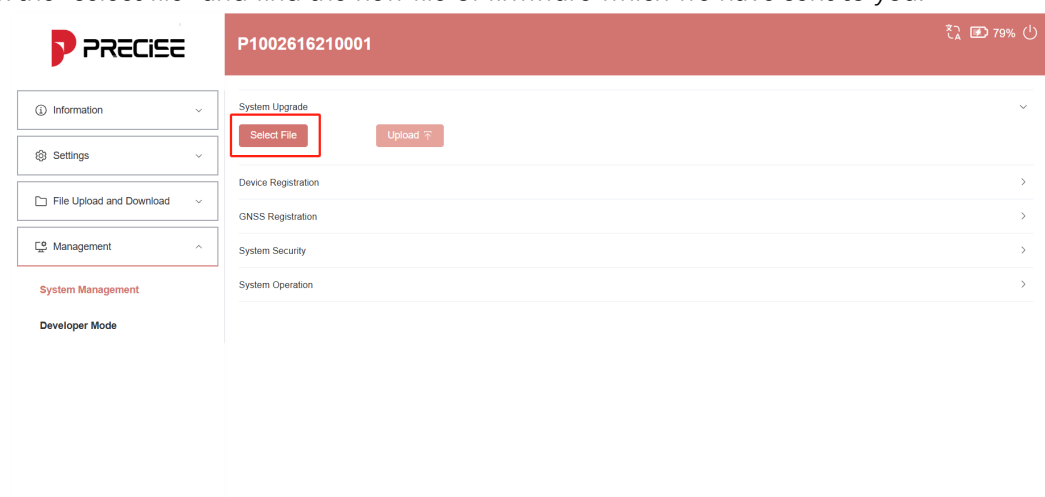 PRECISE
P1002616210001
79%
Information
Settings
File Upload and Download
Management
System Management
Developer Mode
System Upgrade
Select File
Upload
Device Registration
GNSS Registration
System Security
System Operation